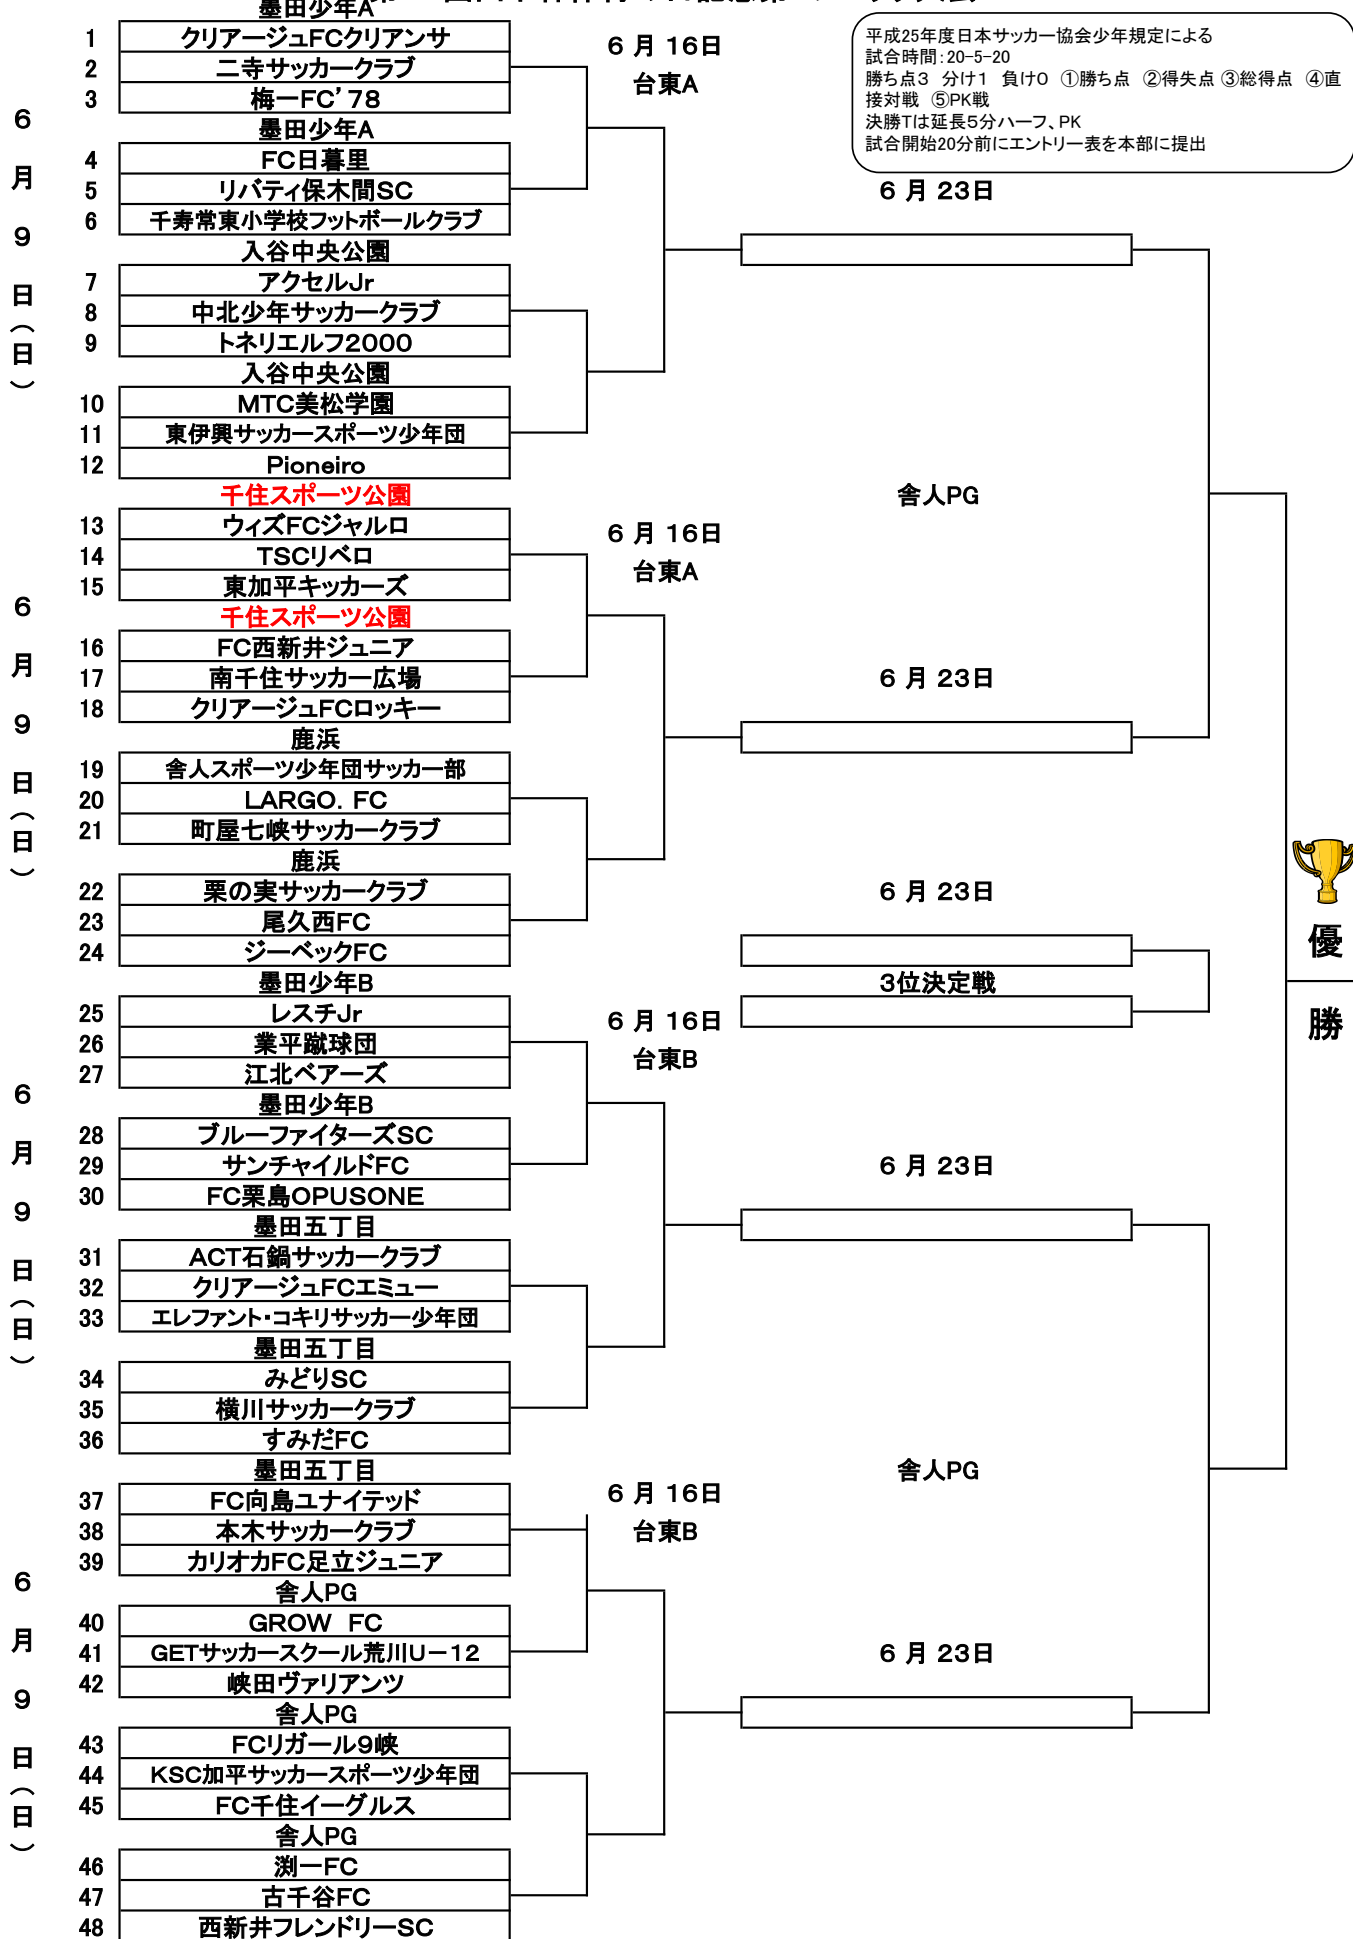 墨田少年A
1 クリアージュFCクリアンサ
2 二寺サッカークラブ
3 梅一FC’78
墨田少年A
4 FC日暮里
5 リバティ保木間SC
6 千寿常東小学校フットボールクラブ
入谷中央公園
7 アクセルJr
8 中北少年サッカークラブ
9 トネリエルフ2000
入谷中央公園
10 MTC美松学園
11 東伊興サッカースポーツ少年団
12 Pioneiro
6月9日(日)
6月16日
台東A
平成25年度日本サッカー協会少年規定による
試合時間:20-5-20
勝ち点3 分け1 負け0 ①勝ち点 ②得失点 ③総得点 ④直
接対戦 ⑤PK戦
決勝Tは延長5分ハーフ、PK
試合開始20分前にエントリー表を本部に提出
6月23日
千住スポーツ公園
13 ウィズFCジャルロ
14 TSCリベロ
15 東加平キッカーズ
千住スポーツ公園
16 FC西新井ジュニア
17 南千住サッカー広場
18 クリアージュFCロッキー
鹿浜
19 舎人スポーツ少年団サッカー部
20 LARGO.FC
21 町屋七峡サッカークラブ
鹿浜
22 栗の実サッカークラブ
23 尾久西FC
24 ジーベックFC
6月9日(日)
6月16日
台東A
舎人PG
6月23日
6月23日
3位決定戦
優
勝
墨田少年B
25 レスチJr
26 業平蹴球団
27 江北ベアーズ
墨田少年B
28 ブルーファイターズSC
29 サンチャイルドFC
30 FC栗島OPUSONE
墨田五丁目
31 ACT石鍋サッカークラブ
32 クリアージュFCエミュー
33 エレファント・コキリサッカー少年団
墨田五丁目
34 みどりSC
35 横川サッカークラブ
36 すみだFC
6月9日(日)
6月16日
台東B
6月23日
墨田五丁目
37 FC向島ユナイテッド
38 本木サッカークラブ
39 カリオカFC足立ジュニア
舎人PG
40 GROW FC
41 GETサッカースクール荒川U-12
42 峡田ヴァリアンツ
舎人PG
43 FCリガール9峡
44 KSC加平サッカースポーツ少年団
45 FC千住イーグルス
舎人PG
46 渕一FC
47 古千谷FC
48 西新井フレンドリーSC
6月9日(日)
6月16日
台東B
舎人PG
6月23日